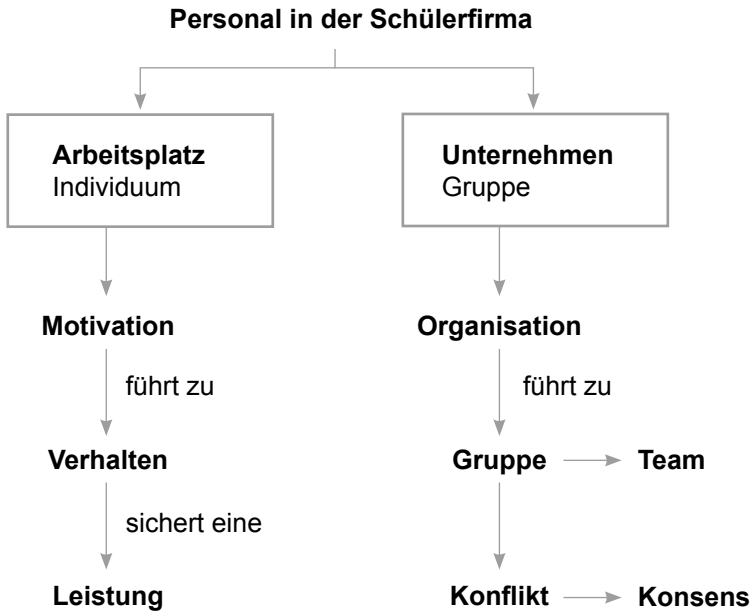 Personal in der Schülerfirma
Arbeitsplatz
Individuum
Unternehmen
Gruppe
Motivation
Organisation
führt zu
führt zu
Verhalten
Gruppe
Team
sichert eine
Leistung
Konflikt
Konsens